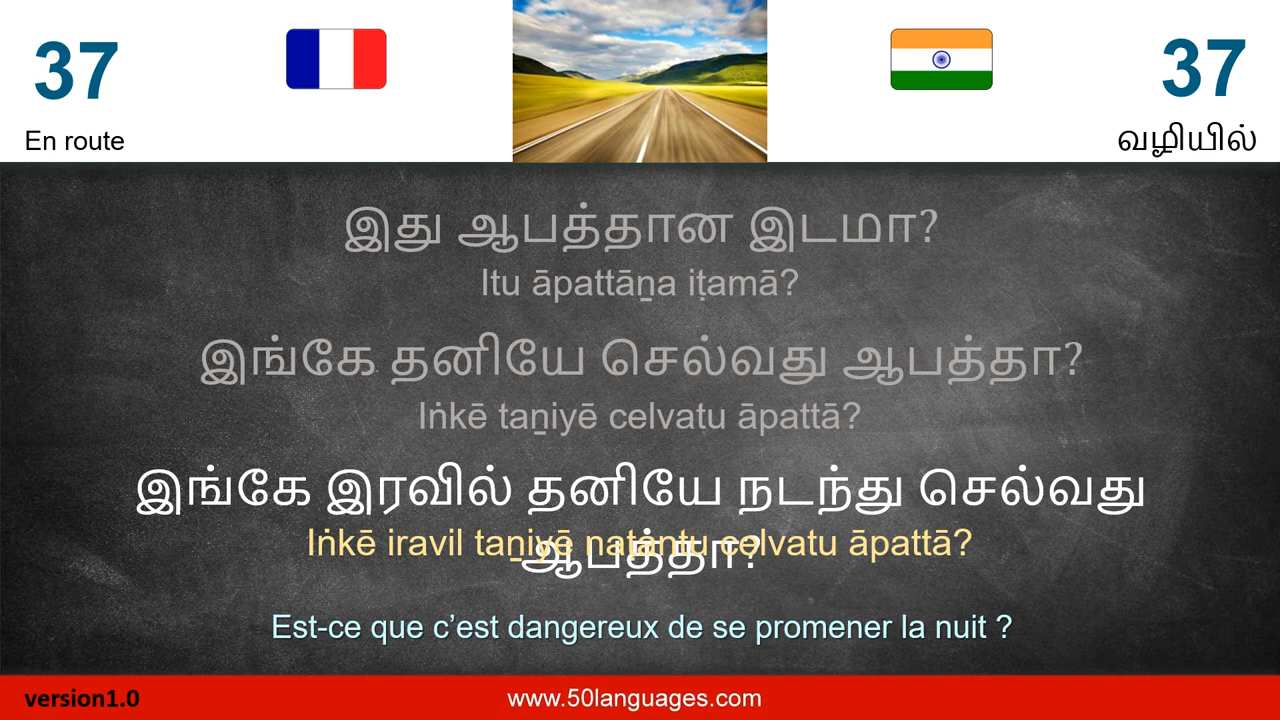 37
37
En route
வழியில்
இது ஆபத்தான இடமா?
Itu āpattāṉa iṭamā?
இங்கே தனியே செல்வது ஆபத்தா?
Iṅkē taṉiyē celvatu āpattā?
இங்கே இரவில் தனியே நடந்து செல்வது
ஆபத்தா?
Iṅkē iravil taṉiyē naṭantu celvatu āpattā?
Est-ce que c’est dangereux de se promener la nuit ?
version1.0
www.50languages.com